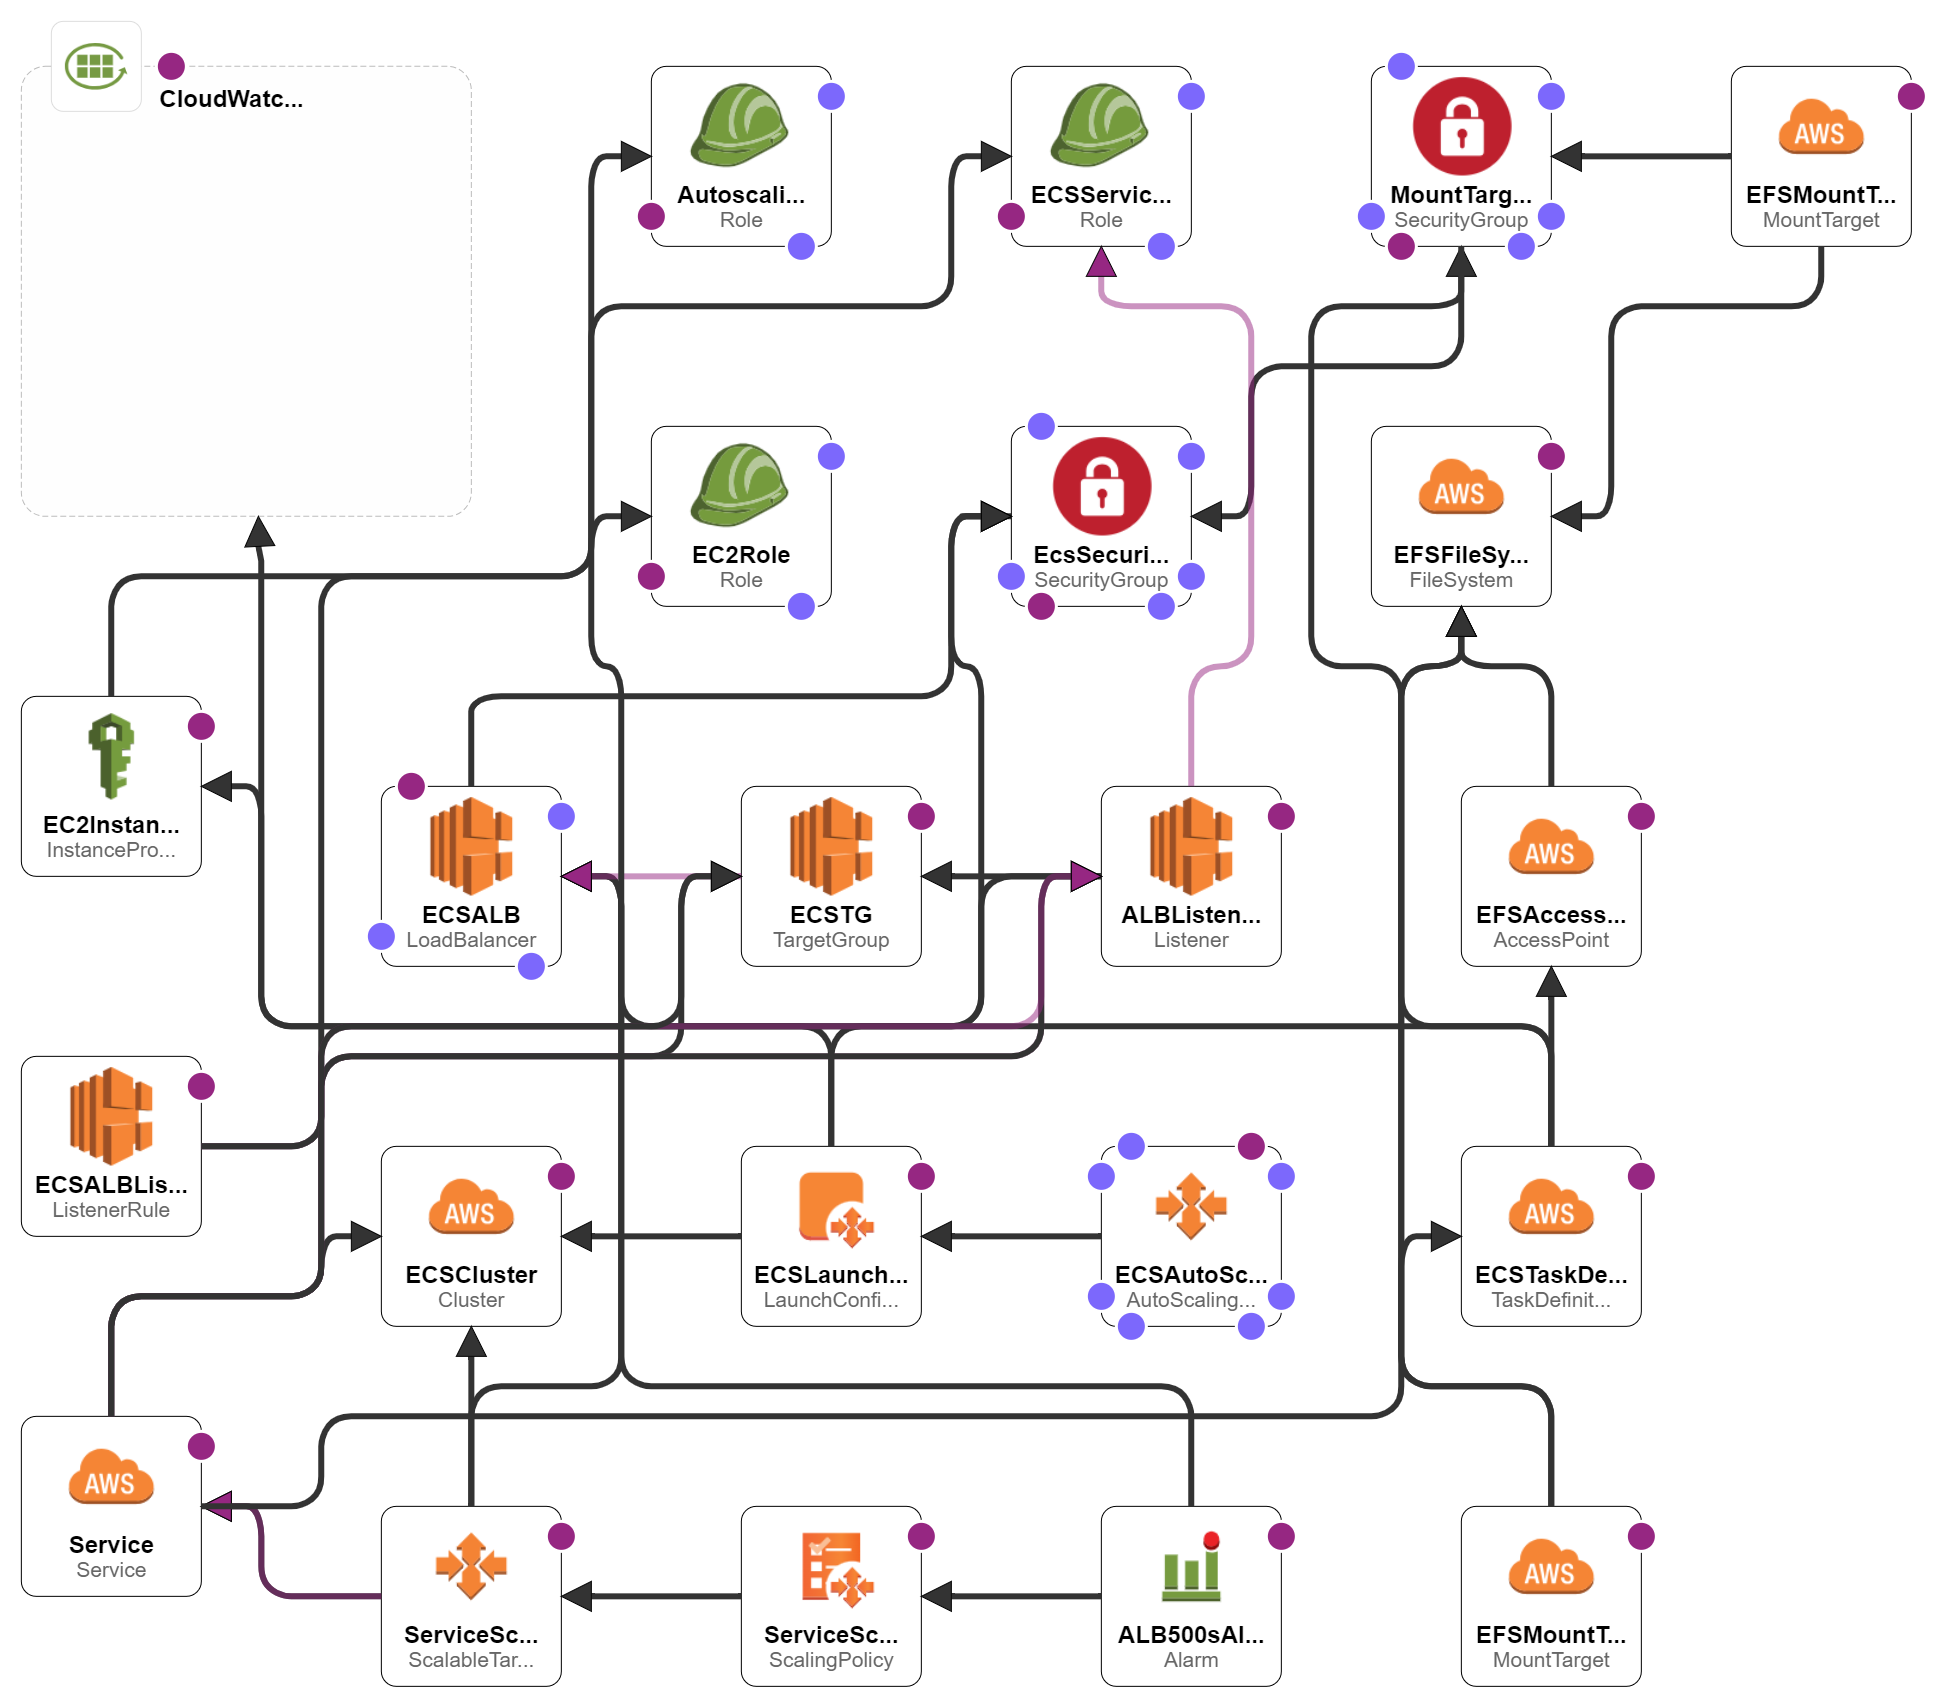 CloudWatc...
Autoscali...
Role
ECSServic...
Role
MountTarg...
SecurityGroup
AWS
EFSMountT...
MountTarget
EC2Role
Role
EcsSecuri...
SecurityGroup
AWS
EFSFileSy...
FileSystem
EC2Instan...
InstancePro...
ECSALB
LoadBalancer
ECSTG
TargetGroup
ALBListen...
Listener
AWS
EFSAccess...
AccessPoint
ECSALBLis...
ListenerRule
AWS
ECSCluster
Cluster
ECSLaunch...
LaunchConfi...
ECSAutoSc...
AutoScaling...
AWS
ECSTaskDe...
TaskDefinit...
AWS
Service
Service
ServiceSc...
ScalableTar...
ServiceSc...
ScalingPolicy
ALB500sAl...
Alarm
AWS
EFSMountT...
MountTarget